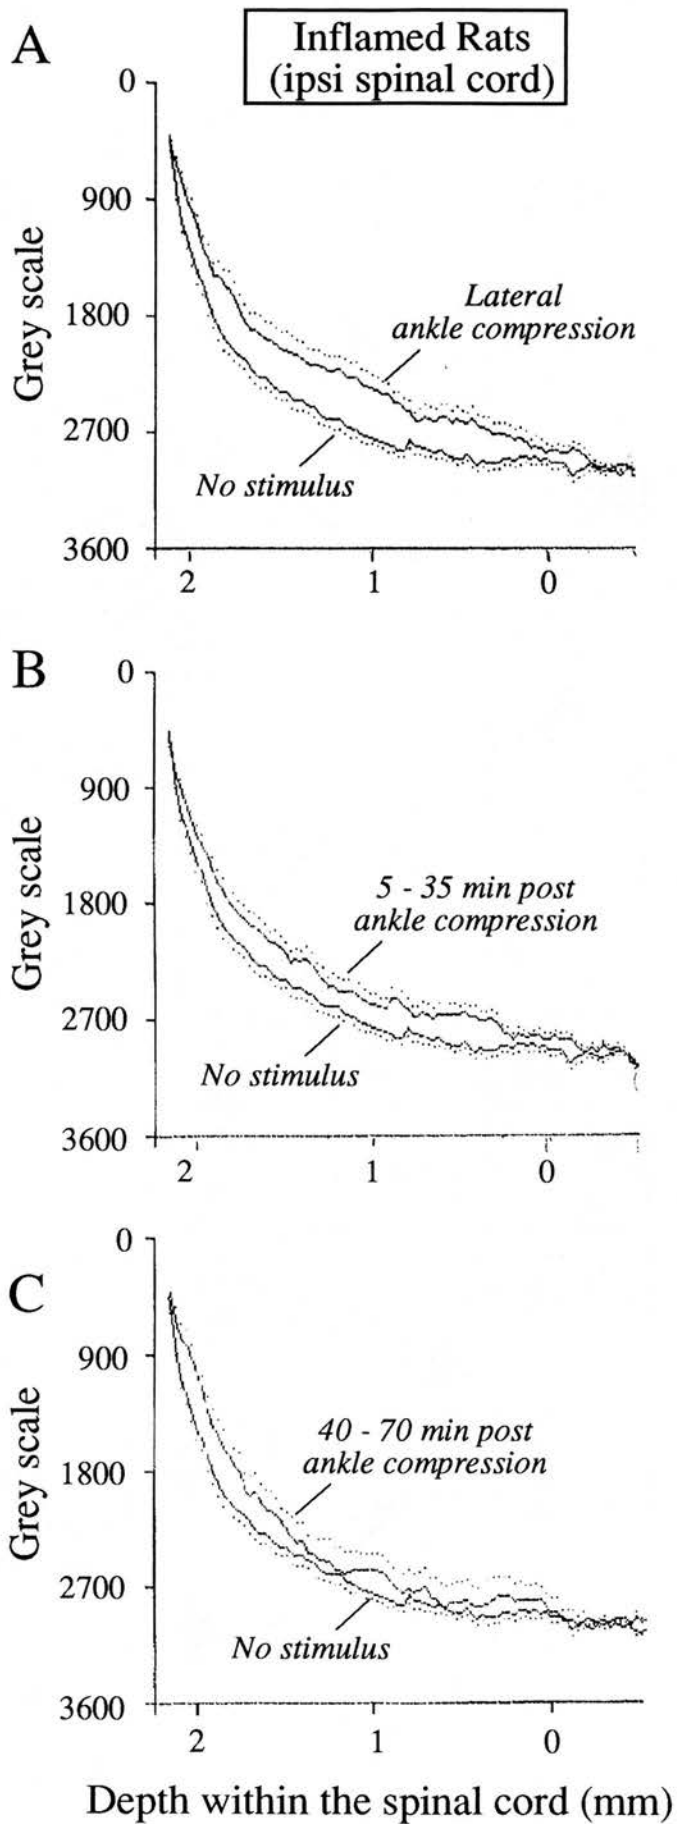 A
Inflamed Rats
(ipsi spinal cord)
0
900
1800
2700
3600
Grey scale
Lateral
ankle compression
No stimulus
2 1 0
B
0
900
1800
2700
3600
Grey scale
5 - 35 min post
ankle compression
No stimulus
2 1 0
C
0
900
1800
2700
3600
Grey scale
40 - 70 min post
ankle compression
No stimulus
2 1 0
Depth within the spinal cord (mm)